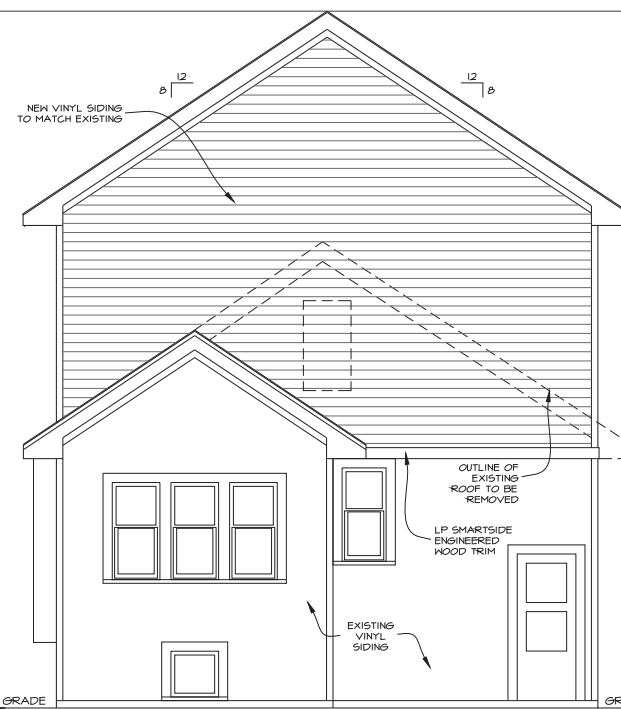 12
8
12
8
NEW VINYL SIDING
TO MATCH EXISTING
OUTLINE OF
EXISTING
ROOF TO BE
REMOVED
LP SMARTSIDE
ENGINEERED
WOOD TRIM
EXISTING
VINYL
SIDING
GRADE
GR